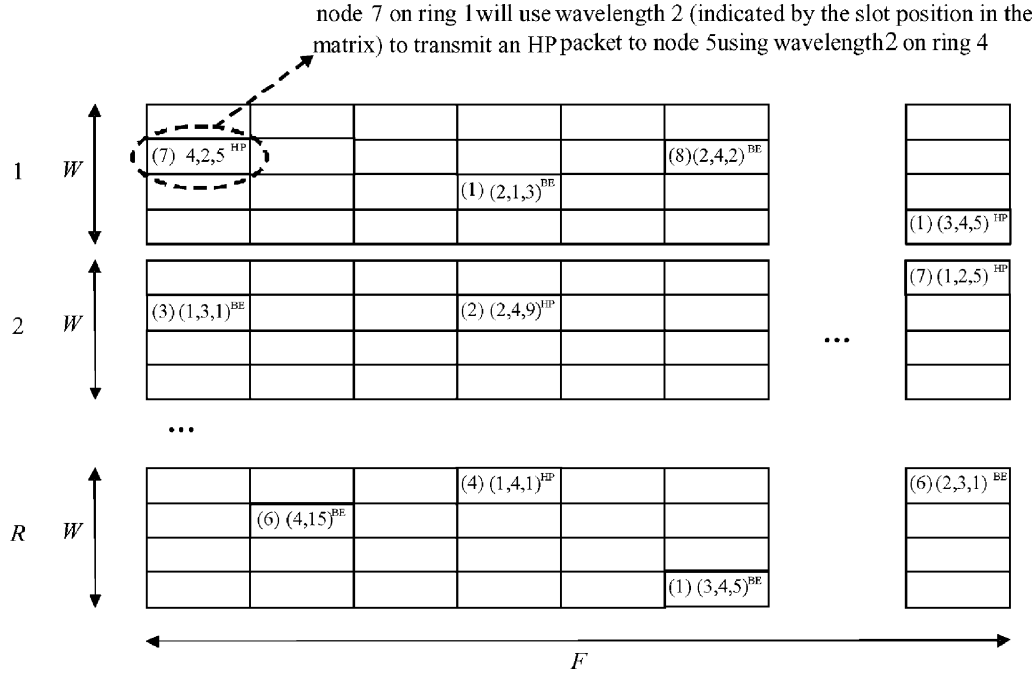 node 7 on ring 1 will use wavelength 2 (indicated by the slot position in the
matrix) to transmit an HP packet to node 5 using wavelength 2 on ring 4
1 W
(7) 4,2,5 HP
(8)(2,4,2) BE
(1) (2,1,3) BE
(1) (3,4,5) HP
2 W
(7) (1,2,5) HP
(3) (1,3,1) BE
(2) (2,4,9) HP
...
...
R W
(4) (1,4,1) HP
(6) (2,3,1) BE
(6) (4,15) BE
(1) (3,4,5) BE
F